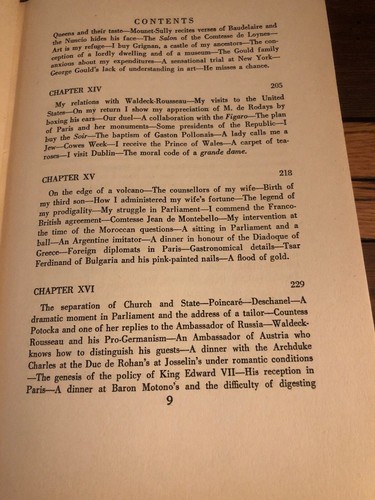 CONTENTS
Queens and their taste—Mounet-Sully recites verses of Baudelaire and
the Nuncio hides his face—The Salon of the Comtesse de Loynes—
Art is my refuge—I buy Grignan, a castle of my ancestors—The con-
ception of a lordly dwelling and of a museum—The Gould family
anxious about my expenditures—A sensational trial at New York—
George Gould's lack of understanding in art—He misses a chance.
CHAPTER XIV 205
My relations with Waldeck-Rousseau—My visits to the United
States—On my return I show my appreciation of M. de Rodays by
boxing his ears—Our duel—A collaboration with the Figaro—The plan
of Paris and her monuments—Some presidents of the Republic—I
buy the Soir—The baptism of Gaston Pollonais—A lady calls me a
Jew—Cowes Week—I receive the Prince of Wales—A carpet of tea-
roses—I visit Dublin—The moral code of a grande dame.
CHAPTER XV 218
On the edge of a volcano—The counsellors of my wife—Birth of
my third son—How I administered my wife's fortune—The legend of
my prodigality—My struggle in Parliament—I commend the Franco-
British agreement—Comtesse Jean de Montebello—My intervention at
the time of the Moroccan questions—A sitting in Parliament and a
ball—An Argentine imitator—A dinner in honour of the Diadoque of
Greece—Foreign diplomats in Paris—Gastronomical details—Tsar
Ferdinand of Bulgaria and his pink-painted nails—A flood of gold.
CHAPTER XVI 229
The separation of Church and State—Poincaré—Deschanel—A
dramatic moment in Parliament and the address of a tailor—Countess
Potocka and one of her replies to the Ambassador of Russia—Waldeck-
Rousseau and his Pro-Germanism—An Ambassador of Austria who
knows how to distinguish his guests—A dinner with the Archduke
Charles at the Duc de Rohan's at Josselin's under romantic conditions
—The genesis of the policy of King Edward VII—His reception in
Paris—A dinner at Baron Motono's and the difficulty of digesting
9